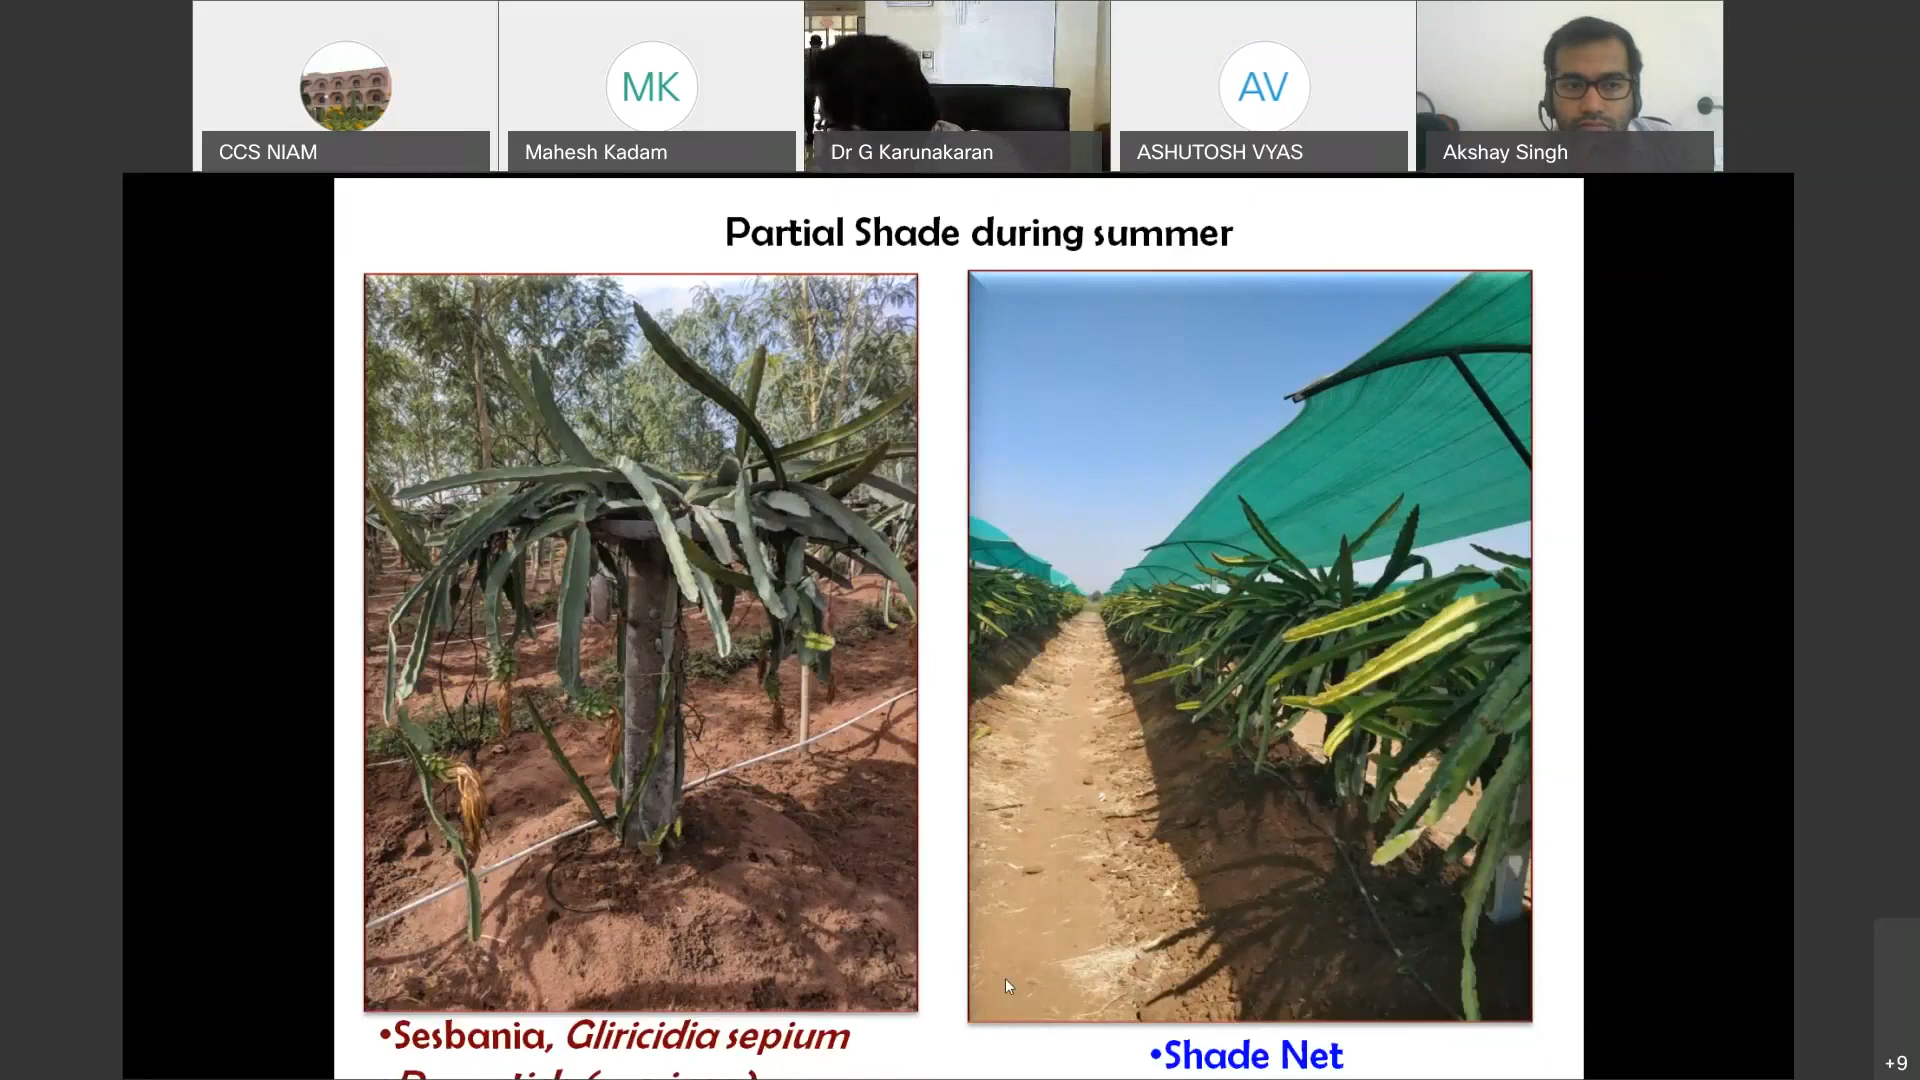 CCS NIAM
MK
Mahesh Kadam
Dr G Karunakaran
AV
ASHUTOSH VYAS
Akshay Singh
Partial Shade during summer
•Sesbania, Gliricidia sepium
•Shade Net
+9